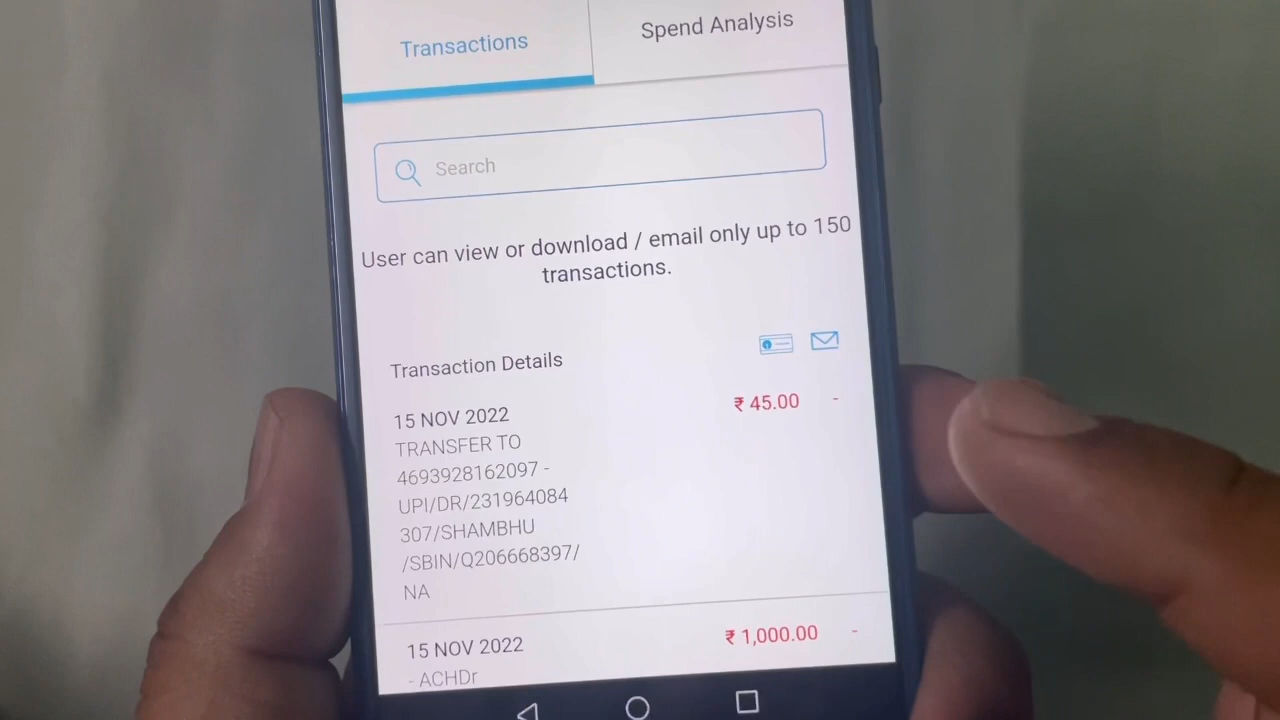 Transactions
Spend Analysis
Search
User can view or download / email only up to 150
transactions.
Transaction Details
15 NOV 2022
₹ 45.00 -
TRANSFER TO
4693928162097 -
UPI/DR/231964084
307/SHAMBHU
/SBIN/Q206668397/
NA
15 NOV 2022
₹ 1,000.00 -
- ACHDr